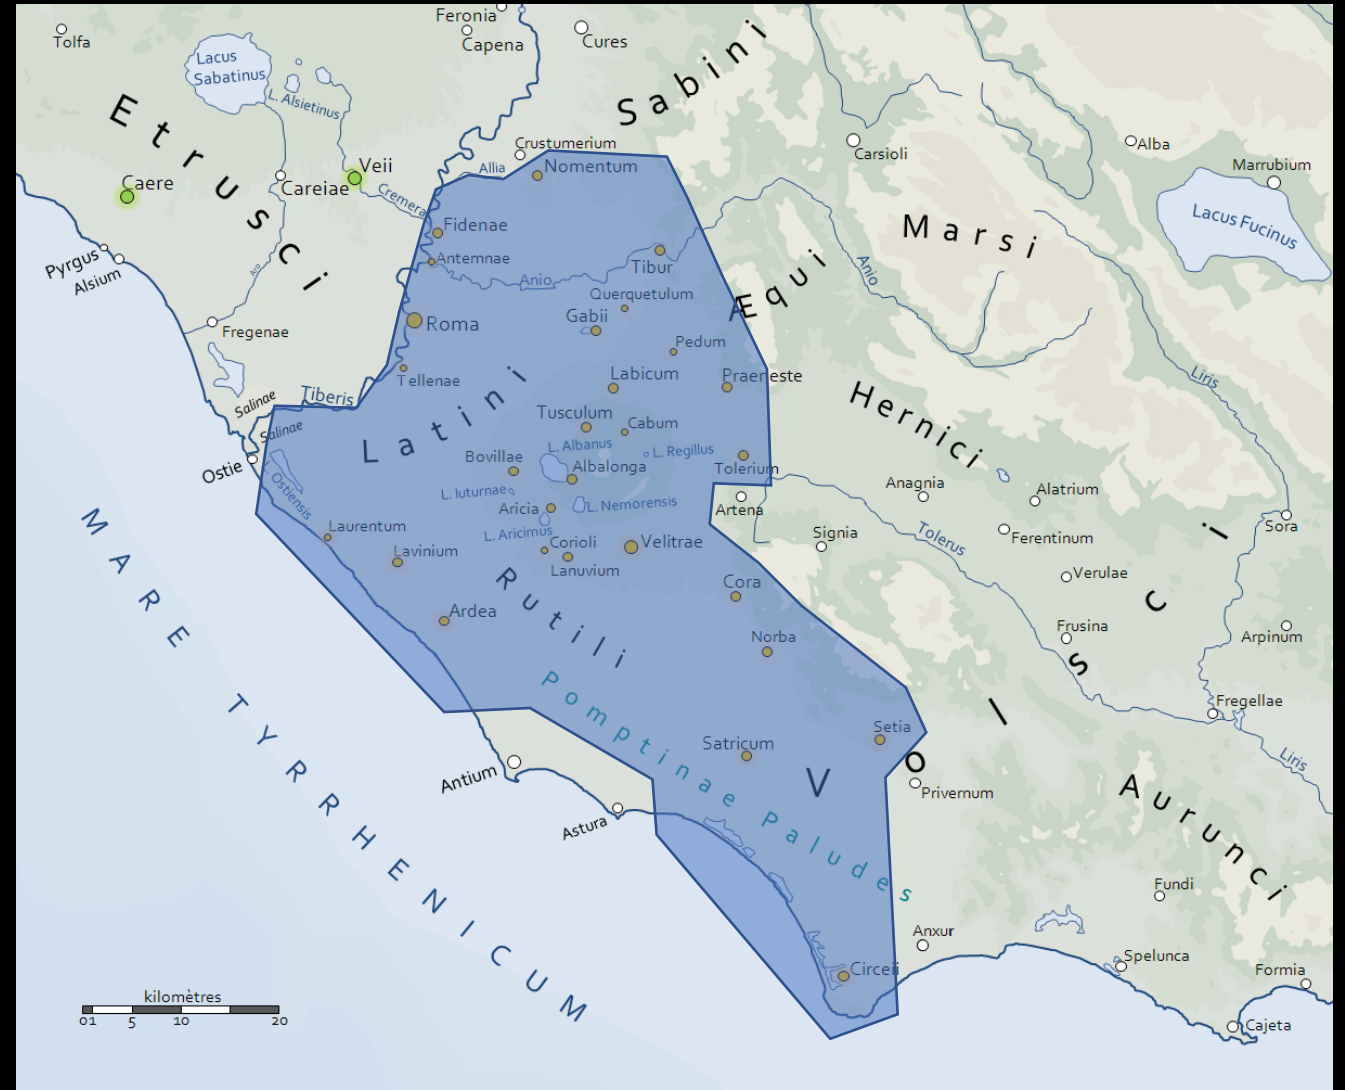 Feronia
Tolfa
Capena
Cures
Lacus
Sabatinus
L. Alsietinus
Sabini
Etrusci
Crustumerium
Carsioli
Alba
Marrubium
Allia
Nomentum
Veii
Caere
Careiae
Cremera
Lacus Fucinus
Fidenae
Marsi
Pyrgus
Alsium
Antemnae
Anio
Tibur
Æqui
Anio
Aro
Querquetulum
Gabii
Roma
Fregenae
Pedum
Liris
Tellenae
Labicum
Praeneste
Tiberis
Salinae
Salinae
Hernici
Latini
Tusculum
Cabum
L. Albanus
L. Regillus
Ostie
Bovillae
Albalonga
Tolerium
L. Ostiensis
L. Iuturnae
L. Nemorensis
Anagnia
Alatrium
Aricia
Artena
L. Aricimus
Laurentum
Signia
Tolerus
Ferentinum
Sora
Lavinium
Corioli
Velitrae
Lanuvium
Verulae
Cora
Rutili
Ardea
Norba
Frusina
Arpinum
MARE TYRRHENICUM
Pomptinae Paludes
Fregellae
Setia
Satricum
Volsci
Liris
Antium
Privernum
Aurunci
Astura
Fundi
Anxur
Spelunca
Circeii
Formia
kilomètres
01 5 10 20
Cajeta